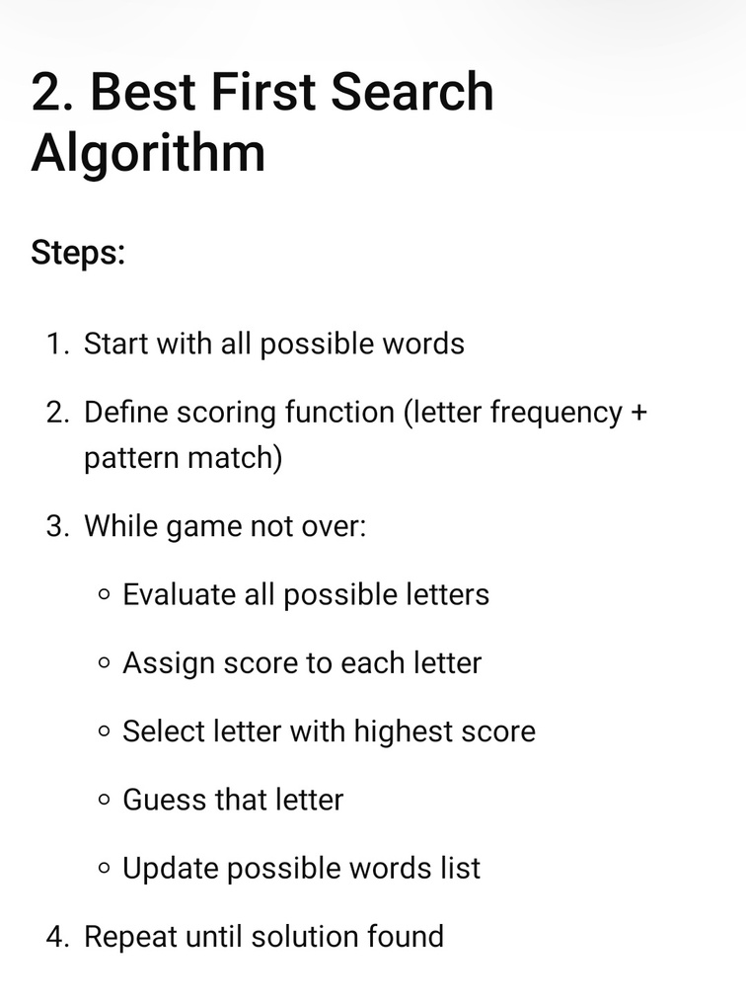 2. Best First Search
Algorithm
Steps:
1. Start with all possible words
2. Define scoring function (letter frequency +
pattern match)
3. While game not over:
○ Evaluate all possible letters
○ Assign score to each letter
○ Select letter with highest score
○ Guess that letter
○ Update possible words list
4. Repeat until solution found